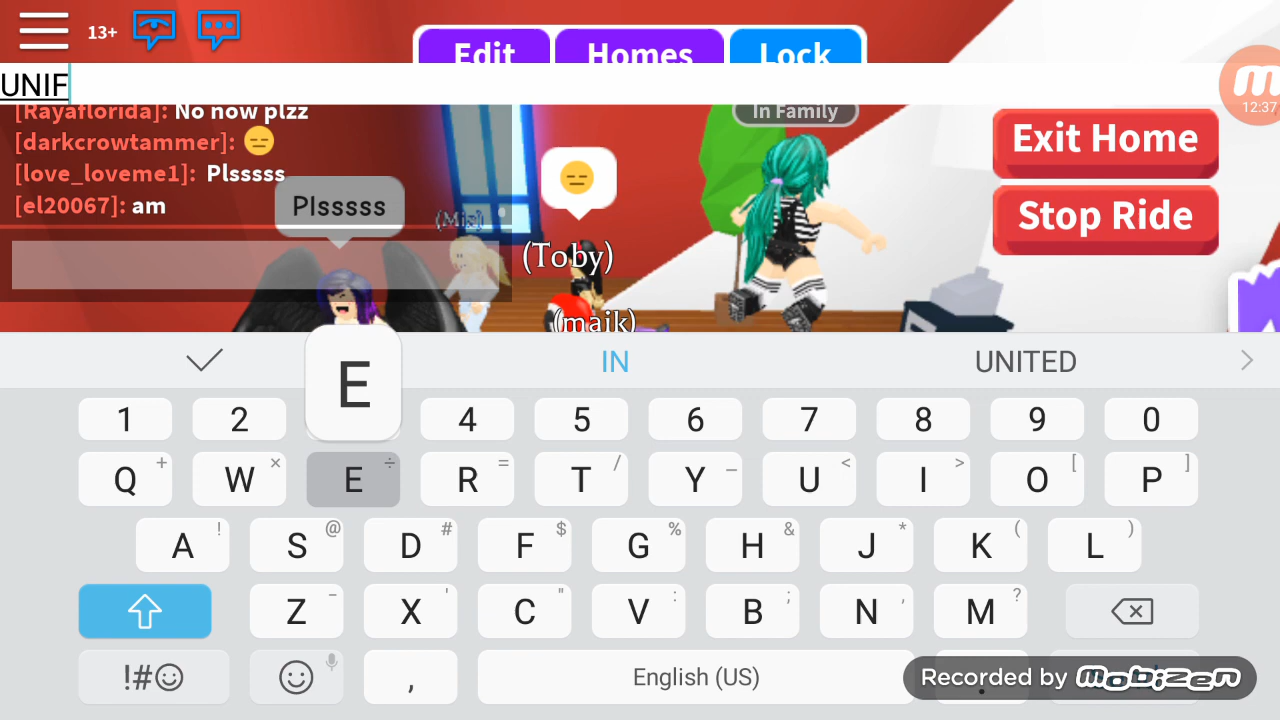 13+
Edit Homes Lock
UNIF
12:37
[Rayaflorida]: No now plzz
In Family
[darkcrowtammer]: 😑
[love_loveme1]: Plsssss
[el20067]: am
Plsssss
😑
Exit Home
Stop Ride
(Toby)
(maik)
IN UNITED
E
1 2 4 5 6 7 8 9 0
Q + W × E ÷ R = T / Y _ U < I > O [ P ]
A ! S @ D # F $ G % H & J * K ( L )
Z - X ' C " V : B ; N , M ?
!#☺ , English (US) .
Recorded by mobizen